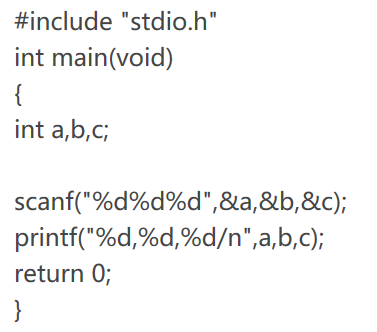 #include "stdio.h"
int main(void)
{
int a,b,c;
scanf("%d%d%d",&a,&b,&c);
printf("%d,%d,%d/n",a,b,c);
return 0;
}